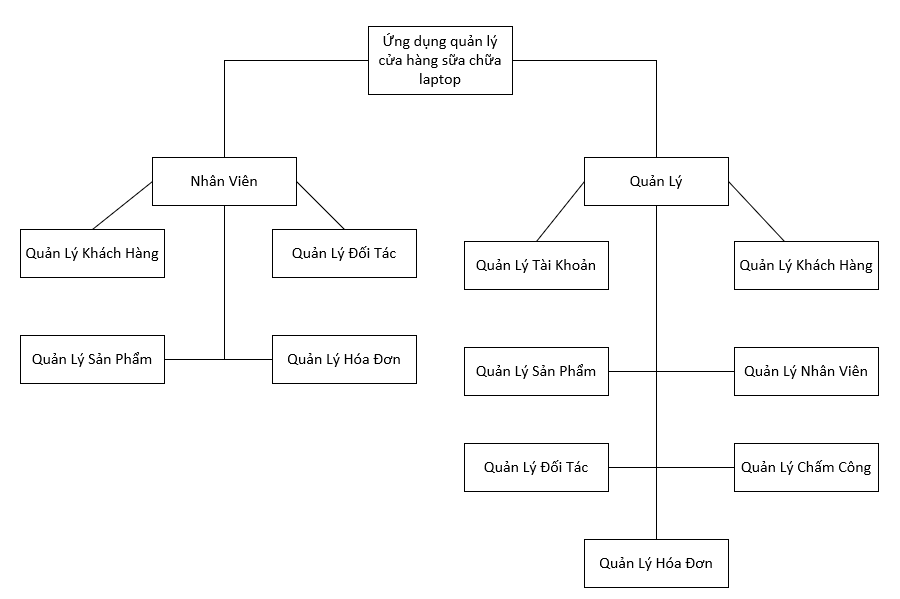 Ứng dụng quản lý
cửa hàng sữa chữa
laptop
Nhân Viên
Quản Lý
Quản Lý Khách Hàng
Quản Lý Đối Tác
Quản Lý Tài Khoản
Quản Lý Khách Hàng
Quản Lý Sản Phẩm
Quản Lý Hóa Đơn
Quản Lý Sản Phẩm
Quản Lý Nhân Viên
Quản Lý Đối Tác
Quản Lý Chấm Công
Quản Lý Hóa Đơn